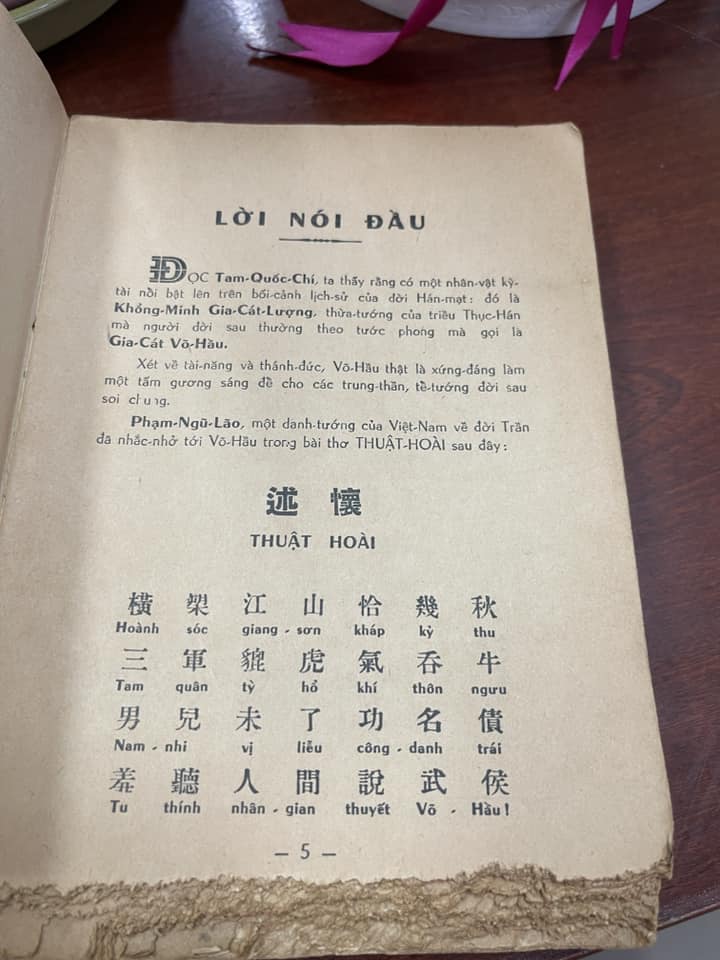 LỜI NÓI ĐẦU
ĐỌC Tam-Quốc-Chí, ta thấy rằng có một nhân-vật kỳ-
tài nổi bật lên trên bối-cảnh lịch-sử của đời Hán-mạt: đó là
Khổng-Minh Gia-Cát-Lượng, thừa-tướng của triều Thục-Hán
mà người đời sau thường theo tước phong mà gọi là
Gia-Cát Võ-Hầu.
Xét về tài-năng và thánh-đức, Võ-Hầu thật là xứng-đáng làm
một tấm gương sáng để cho các trung-thần, tề-tướng đời sau
soi chung.
Phạm-Ngũ-Lão, một danh-tướng của Việt-Nam về đời Trần
đã nhắc-nhở tới Võ-Hầu trong bài thơ THUẬT-HOÀI sau đây:
述 懷
THUẬT HOÀI
橫 槊 江 山 恰 幾 秋
Hoành sóc giang - sơn kháp kỳ thu
三 軍 貔 虎 氣 吞 牛
Tam quân tỳ hổ khí thôn ngưu
男 兒 未 了 功 名 債
Nam - nhi vị liễu công - danh trái
羞 聽 人 間 說 武 侯
Tu thính nhân - gian thuyết Võ - Hầu !
— 5 —